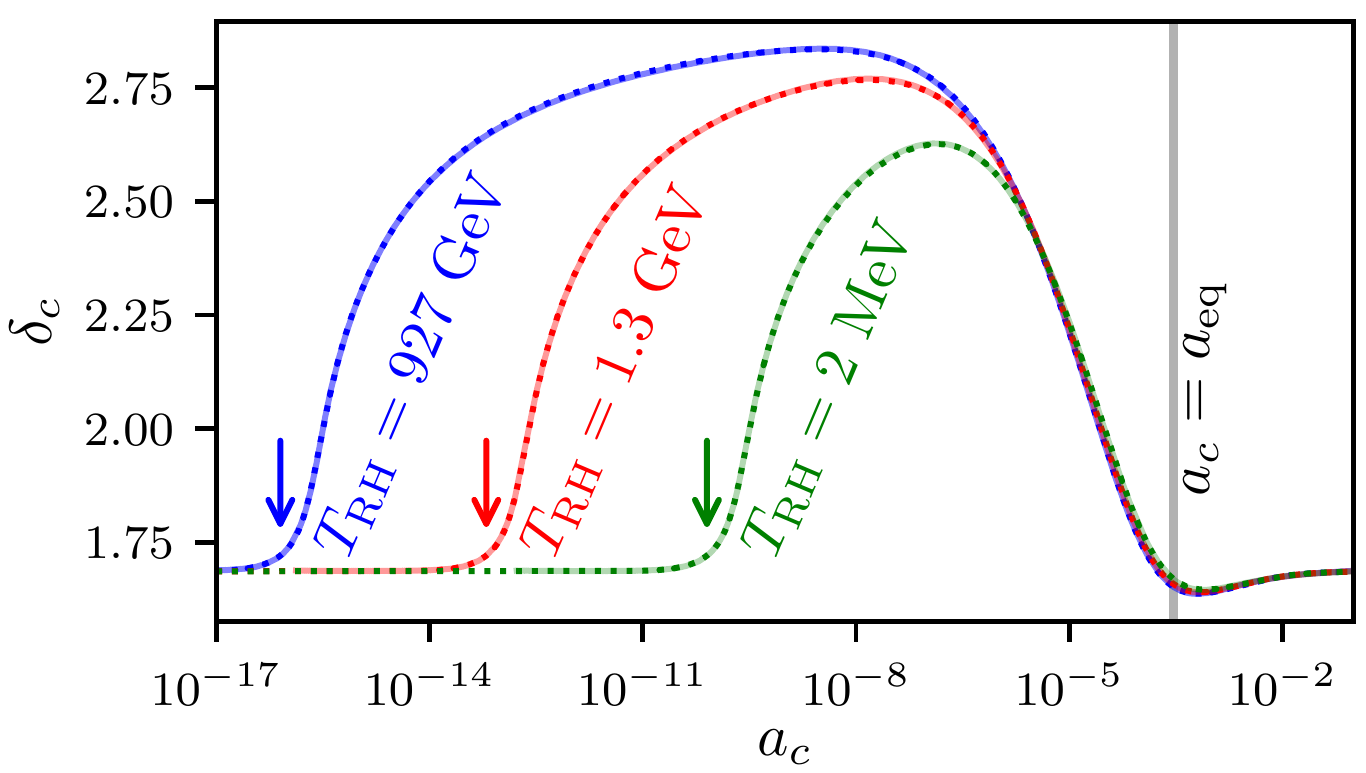 2.75
2.50
2.25
2.00
1.75
δ_c
T_RH = 927 GeV
T_RH = 1.3 GeV
T_RH = 2 MeV
a_c = a_eq
10^−17
10^−14
10^−11
10^−8
10^−5
10^−2
a_c